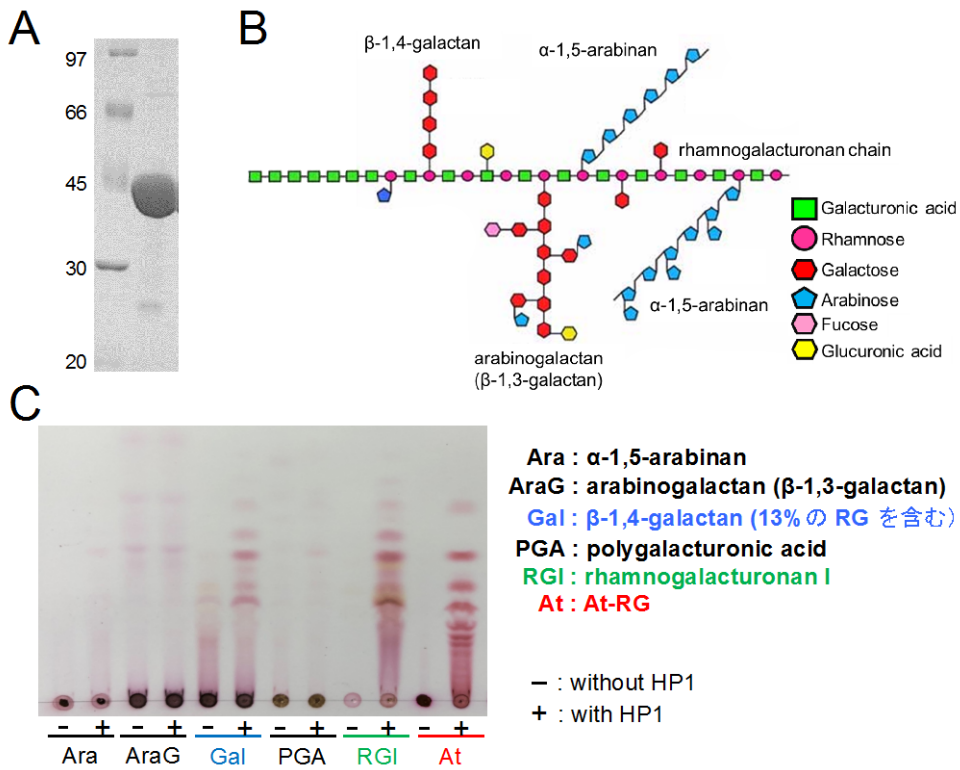 A
97
66
45
30
20
B
β-1,4-galactan
α-1,5-arabinan
rhamnogalacturonan chain
α-1,5-arabinan
arabinogalactan
(β-1,3-galactan)
Galacturonic acid
Rhamnose
Galactose
Arabinose
Fucose
Glucuronic acid
C
- + - + - + - + - + - +
Ara AraG Gal PGA RGI At
Ara : α-1,5-arabinan
AraG : arabinogalactan (β-1,3-galactan)
Gal : β-1,4-galactan (13%の RG を含む)
PGA : polygalacturonic acid
RGI : rhamnogalacturonan I
At : At-RG
− : without HP1
+ : with HP1